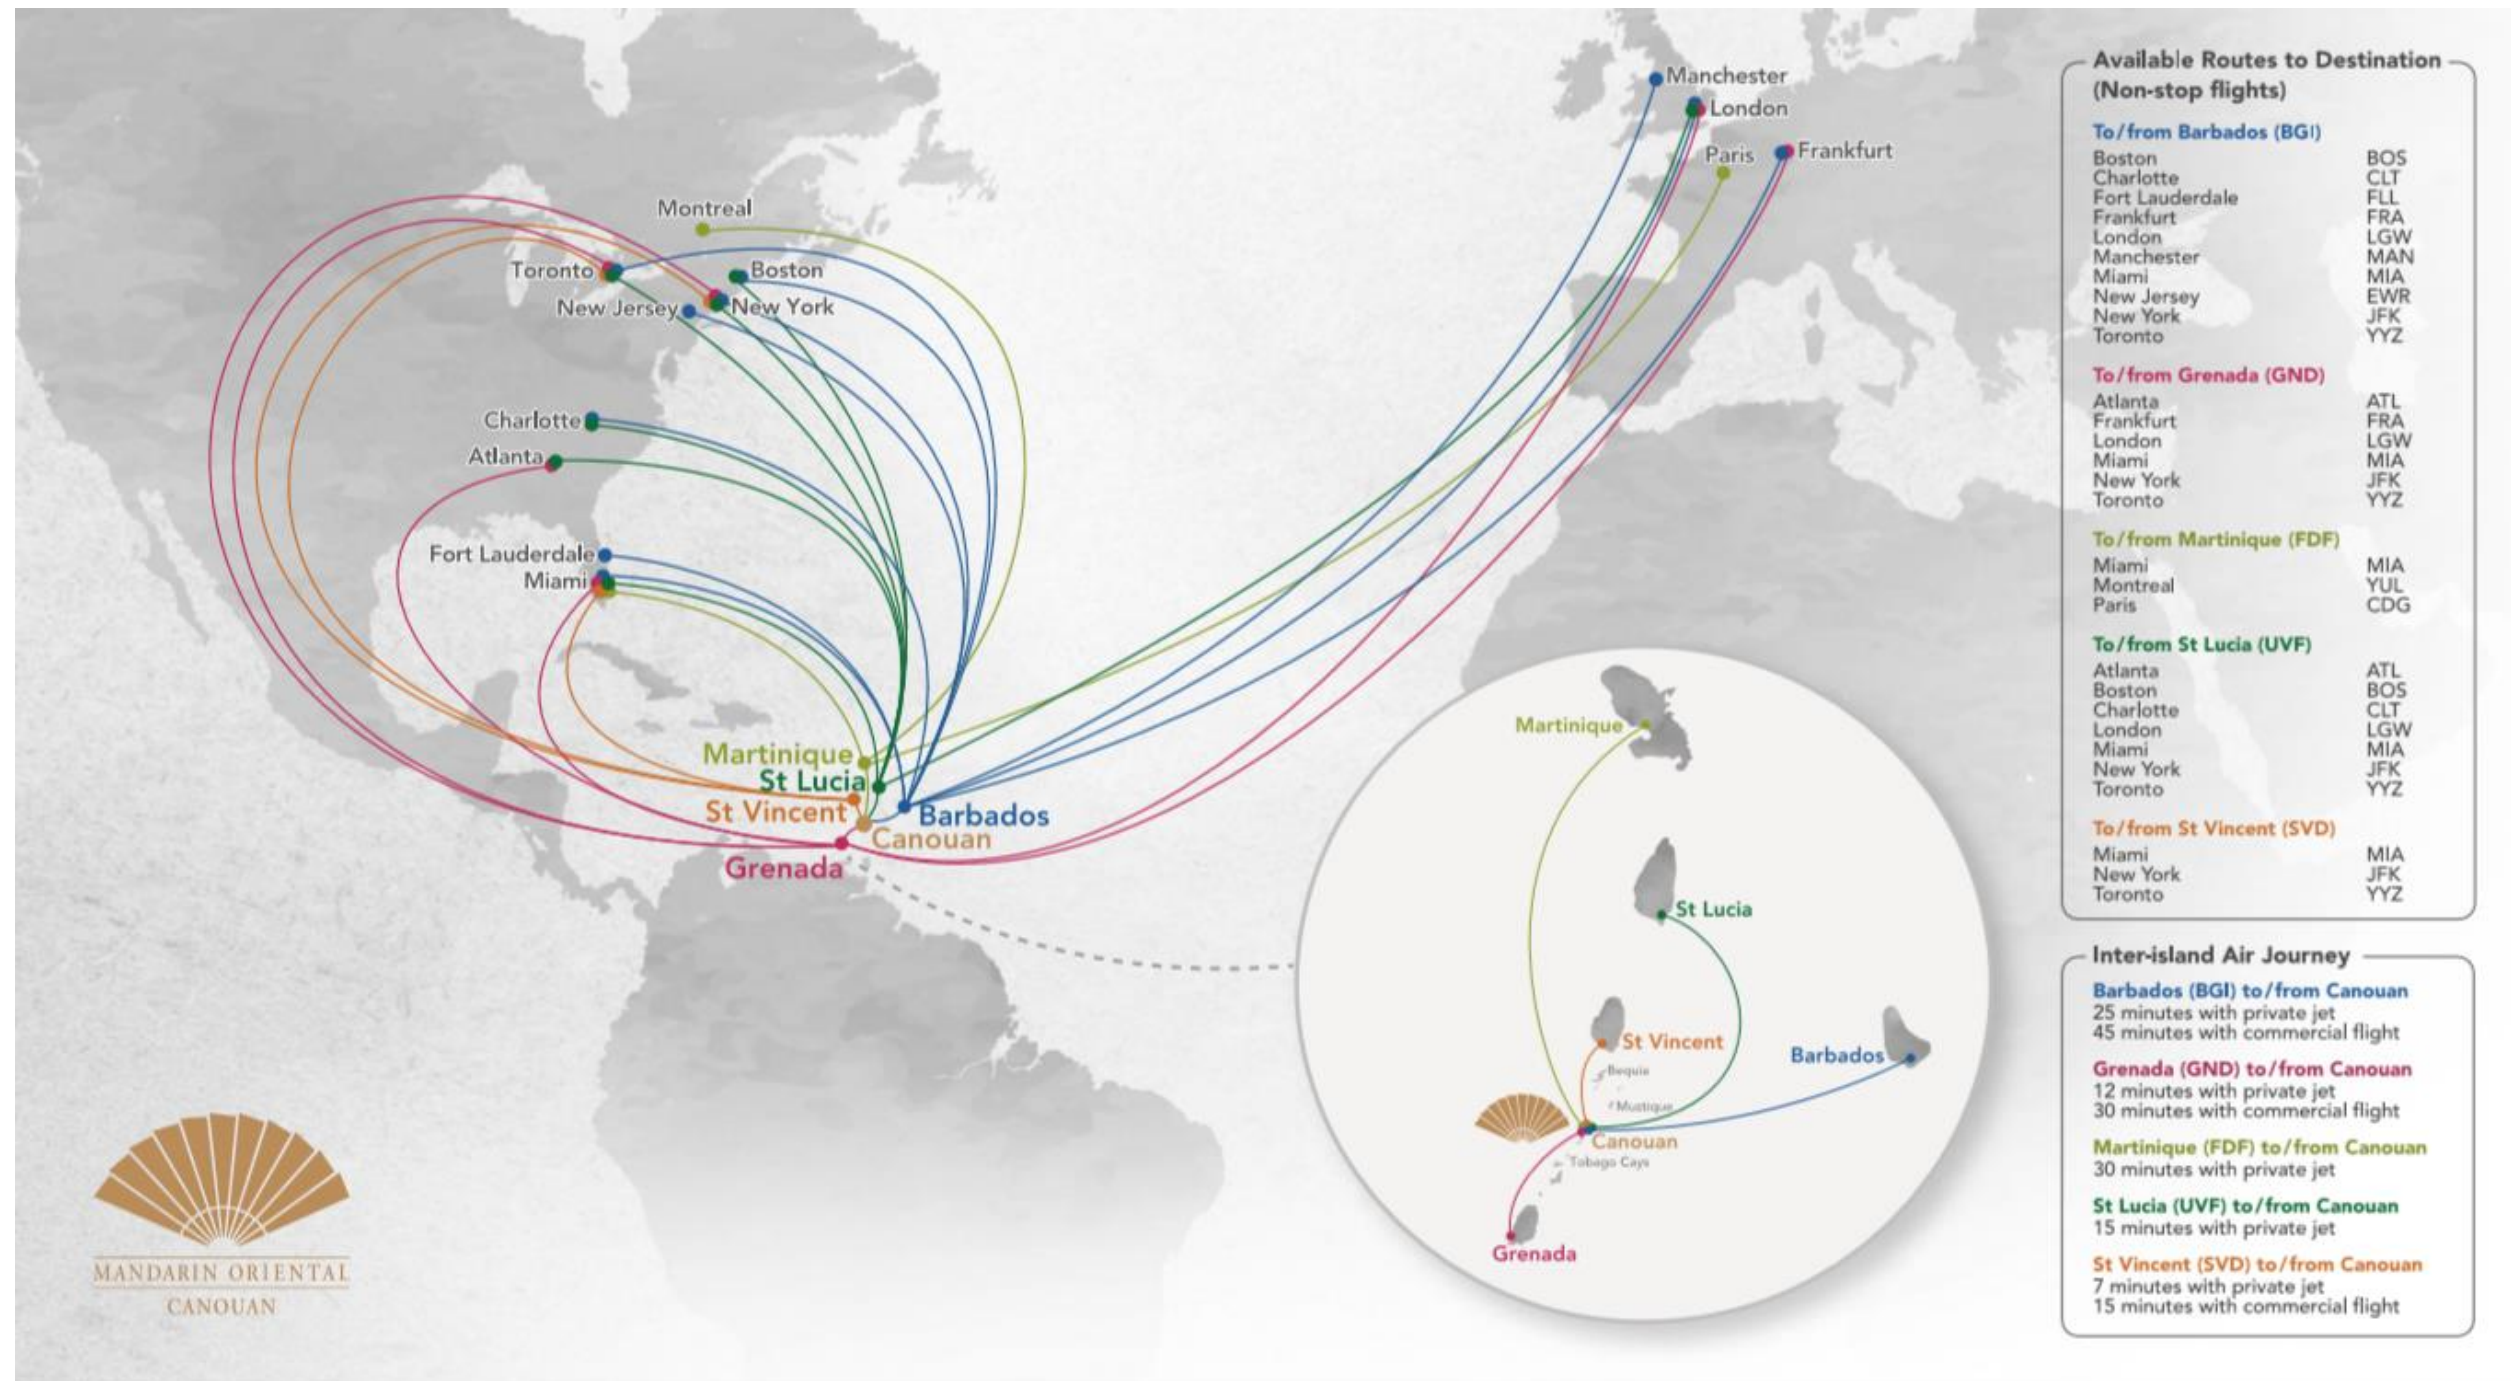 Manchester
London
Paris
Frankfurt
Montreal
Toronto
Boston
New Jersey
New York
Charlotte
Atlanta
Fort Lauderdale
Miami
Martinique
St Lucia
St Vincent
Barbados
Canouan
Grenada
Martinique
St Lucia
St Vincent
Bequia
Barbados
Mustique
Canouan
Tobago Cays
Grenada
MANDARIN ORIENTAL
CANOUAN
Available Routes to Destination
(Non-stop flights)
To/from Barbados (BGI)
Boston BOS
Charlotte CLT
Fort Lauderdale FLL
Frankfurt FRA
London LGW
Manchester MAN
Miami MIA
New Jersey EWR
New York JFK
Toronto YYZ
To/from Grenada (GND)
Atlanta ATL
Frankfurt FRA
London LGW
Miami MIA
New York JFK
Toronto YYZ
To/from Martinique (FDF)
Miami MIA
Montreal YUL
Paris CDG
To/from St Lucia (UVF)
Atlanta ATL
Boston BOS
Charlotte CLT
London LGW
Miami MIA
New York JFK
Toronto YYZ
To/from St Vincent (SVD)
Miami MIA
New York JFK
Toronto YYZ
Inter-island Air Journey
Barbados (BGI) to/from Canouan
25 minutes with private jet
45 minutes with commercial flight
Grenada (GND) to/from Canouan
12 minutes with private jet
30 minutes with commercial flight
Martinique (FDF) to/from Canouan
30 minutes with private jet
St Lucia (UVF) to/from Canouan
15 minutes with private jet
St Vincent (SVD) to/from Canouan
7 minutes with private jet
15 minutes with commercial flight